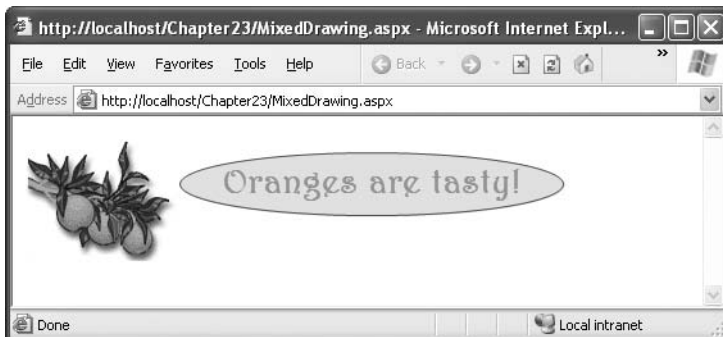 http://localhost/Chapter23/MixedDrawing.aspx - Microsoft Internet Expl...
File Edit View Favorites Tools Help Back »
Address http://localhost/Chapter23/MixedDrawing.aspx
Oranges are tasty!
Done Local intranet